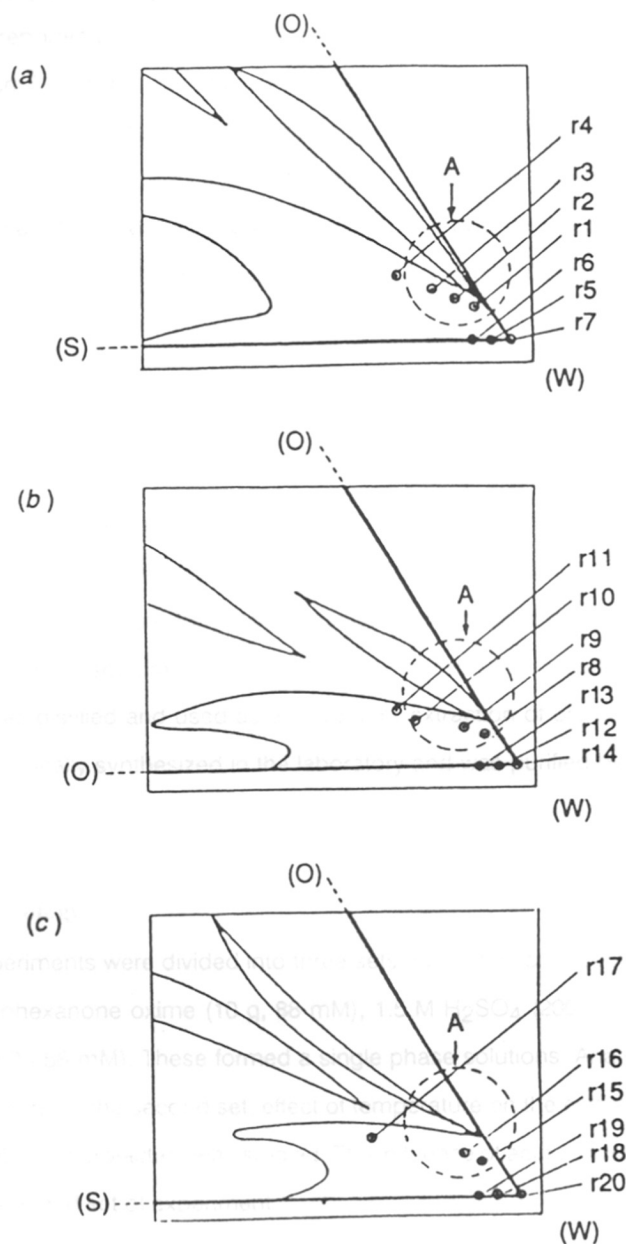 (O)
(a)
r4
A
r3
r2
r1
r6
r5
(S)
r7
(W)
(O)
(b)
r11
A
r10
r9
r8
r13
r12
(O)
r14
(W)
(O)
(c)
r17
A
r16
r15
r19
r18
(S)
r20
(W)